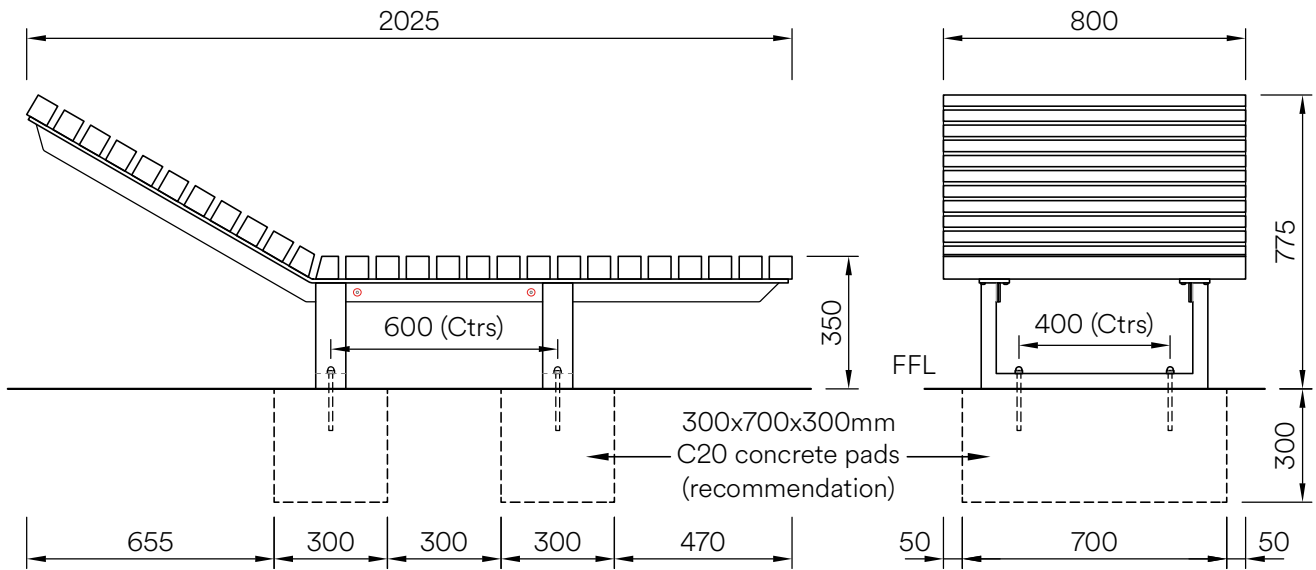 2025
800
600 (Ctrs)
350
400 (Ctrs)
775
FFL
300x700x300mm
C20 concrete pads
(recommendation)
300
655
300
300
300
470
50
700
50